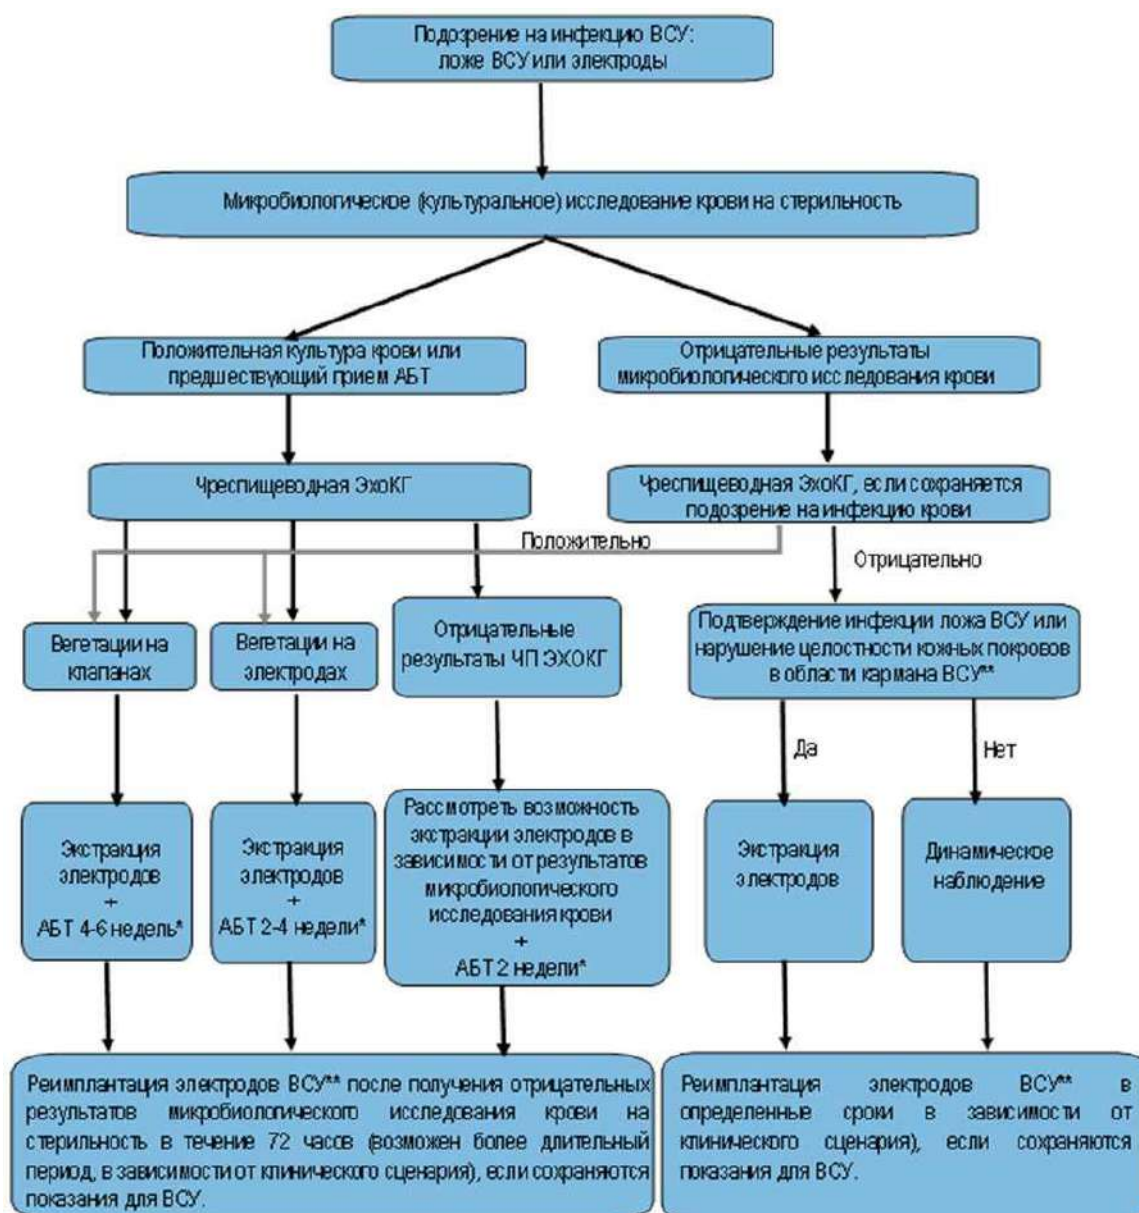 Подозрение на инфекцию ВСУ:
ложе ВСУ или электроды
Микробиологическое (культуральное) исследование крови на стерильность
Положительная культура крови или
предшествующий прием АБТ
Отрицательные результаты
микробиологического исследования крови
Чреспищеводная ЭхоКГ
Чреспищеводная ЭхоКГ, если сохраняется
подозрение на инфекцию крови
Положительно
Отрицательно
Вегетации на
клапанах
Вегетации на
электродах
Отрицательные
результаты ЧП ЭХОКГ
Подтверждение инфекции ложа ВСУ или
нарушение целостности кожных покровов
в области кармана ВСУ**
Да
Нет
Экстракция
электродов
+
АБТ 4-6 недель*
Экстракция
электродов
+
АБТ 2-4 недели*
Рассмотреть возможность
экстракции электродов в
зависимости от результатов
микробиологического
исследования крови
+
АБТ 2 недели*
Экстракция
электродов
Динамическое
наблюдение
Реимплантация электродов ВСУ** после получения отрицательных
результатов микробиологического исследования крови на
стерильность в течение 72 часов (возможен более длительный
период, в зависимости от клинического сценария), если сохраняются
показания для ВСУ.
Реимплантация электродов ВСУ** в
определенные сроки в зависимости от
клинического сценария), если сохраняются
показания для ВСУ.